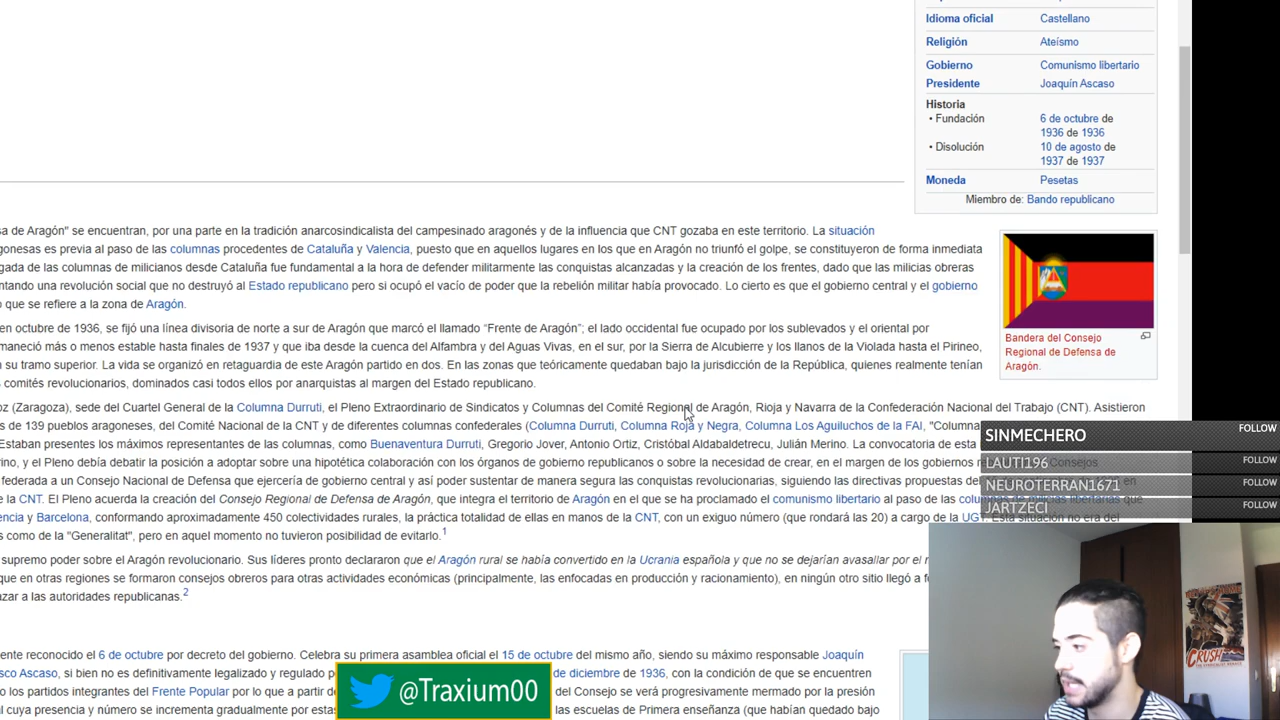 Idioma oficial Castellano
Religión Ateísmo
Gobierno Comunismo libertario
Presidente Joaquín Ascaso
Historia
• Fundación 6 de octubre de
1936 de 1936
• Disolución 10 de agosto de
1937 de 1937
Moneda Pesetas
Miembro de: Bando republicano
sa de Aragón" se encuentran, por una parte en la tradición anarcosindicalista del campesinado aragonés y de la influencia que CNT gozaba en este territorio. La situación
gonesas es previa al paso de las columnas procedentes de Cataluña y Valencia, puesto que en aquellos lugares en los que en Aragón no triunfó el golpe, se constituyeron de forma inmediata
gada de las columnas de milicianos desde Cataluña fue fundamental a la hora de defender militarmente las conquistas alcanzadas y la creación de los frentes, dado que las milicias obreras
ntando una revolución social que no destruyó al Estado republicano pero si ocupó el vacío de poder que la rebelión militar había provocado. Lo cierto es que el gobierno central y el gobierno
o que se refiere a la zona de Aragón.
Bandera del Consejo
Regional de Defensa de
Aragón.
en octubre de 1936, se fijó una línea divisoria de norte a sur de Aragón que marcó el llamado “Frente de Aragón”; el lado occidental fue ocupado por los sublevados y el oriental por
maneció más o menos estable hasta finales de 1937 y que iba de la cuenca del Alfambra y del Aguas Vivas, en el sur, por la Sierra de Alcubierre y los llanos de la Violada hasta el Pirineo,
n su tramo superior. La vida se organizó en retaguardia de este Aragón partido en dos. En las zonas que teóricamente quedaban bajo la jurisdicción de la República, quienes realmente tenían
s comités revolucionarios, dominados casi todos ellos por anarquistas al margen del Estado republicano.
oz (Zaragoza), sede del Cuartel General de la Columna Durruti, el Pleno Extraordinario de Sindicatos y Columnas del Comité Regional de Aragón, Rioja y Navarra de la Confederación Nacional del Trabajo (CNT). Asistieron
s de 139 pueblos aragoneses, del Comité Nacional de la CNT y de diferentes columnas confederales (Columna Durruti, Columna Roja y Negra, Columna Los Aguiluchos de la FAI, "Columna
Estaban presentes los máximos representantes de las columnas, como Buenaventura Durruti, Gregorio Jover, Antonio Ortiz, Cristóbal Aldabaldetrecu, Julián Merino. La convocatoria de esta
rino, y el Pleno debía debatir la posición a adoptar sobre una hipotética colaboración con los órganos de gobierno republicanos o sobre la necesidad de crear, en el margen de los gobiernos Consejos
federada a un Consejo Nacional de Defensa que ejercería de gobierno central y así poder sustentar de manera segura las conquistas revolucionarias, siguiendo las directivas propuestas del en
e la CNT. El Pleno acuerda la creación del Consejo Regional de Defensa de Aragón, que integra el territorio de Aragón en el que se ha proclamado el comunismo libertario al paso de las columnas de milicias libertarias que
encia y Barcelona, conformando aproximadamente 450 colectividades rurales, la práctica totalidad de ellas en manos de la CNT, con un exiguo número (que rondará las 20) a cargo de la UGT. Esta situación no era del
s como de la "Generalitat", pero en aquel momento no tuvieron posibilidad de evitarlo.1
supremo poder sobre el Aragón revolucionario. Sus líderes pronto declararon que el Aragón rural se había convertido en la Ucrania española y que no se dejarían avasallar por el
que en otras regiones se formaron consejos obreros para otras actividades económicas (principalmente, las enfocadas en producción y racionamiento), en ningún otro sitio llegó a
azar a las autoridades republicanas.2
ente reconocido el 6 de octubre por decreto del gobierno. Celebra su primera asamblea oficial el 15 de octubre del mismo año, siendo su máximo responsable Joaquín
sco Ascaso, si bien no es definitivamente legalizado y regulado de diciembre de 1936, con la condición de que se encuentren
o los partidos integrantes del Frente Popular por lo que a partir de del Consejo se verá progresivamente mermado por la presión
al cuya presencia y número se incrementa gradualmente por las escuelas de Primera enseñanza (que habían quedado bajo
SINMECHERO FOLLOW
LAUTI196 FOLLOW
NEUROTERRAN1671 FOLLOW
JARTZECI FOLLOW
@Traxium00
CRUSH